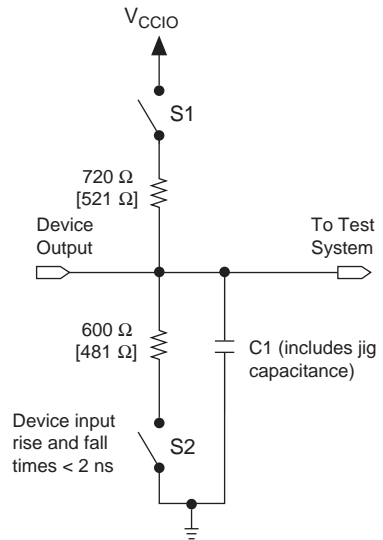 V_CCIO
S1
720 Ω
[521 Ω]
Device
Output
To Test
System
600 Ω
[481 Ω]
C1 (includes jig
capacitance)
Device input
rise and fall
times < 2 ns
S2